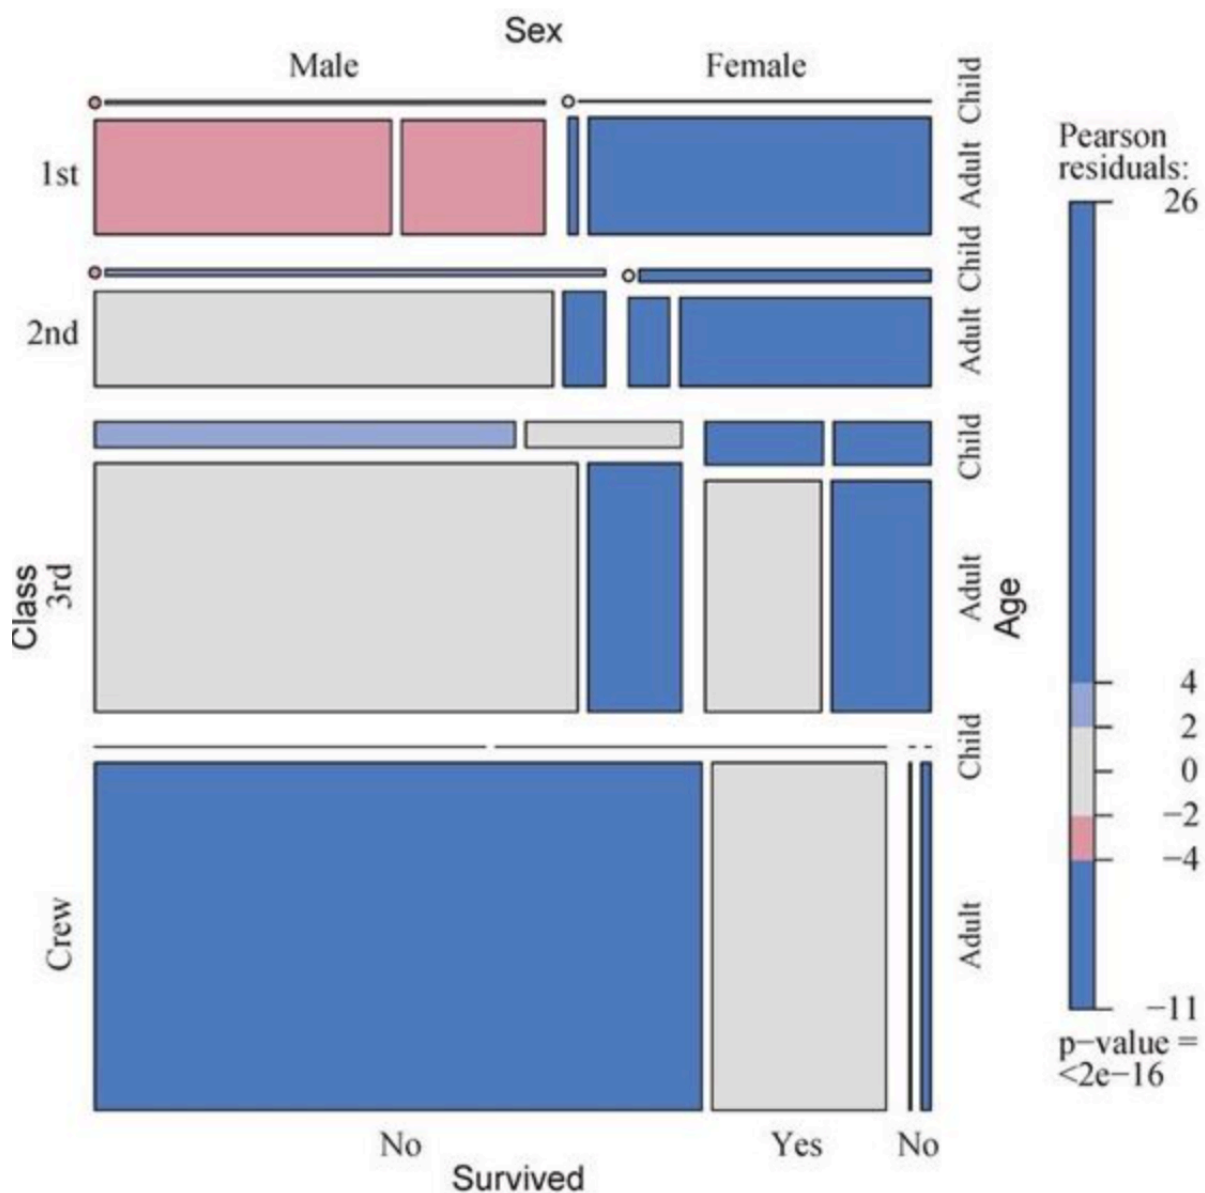 Sex
Male Female
Child
1st
Adult
Child
2nd
Adult
Child
Class
3rd
Adult
Age
Child
Crew
Adult
No Yes No
Survived
Pearson
residuals:
26
4
2
0
−2
−4
−11
p−value =
<2e−16